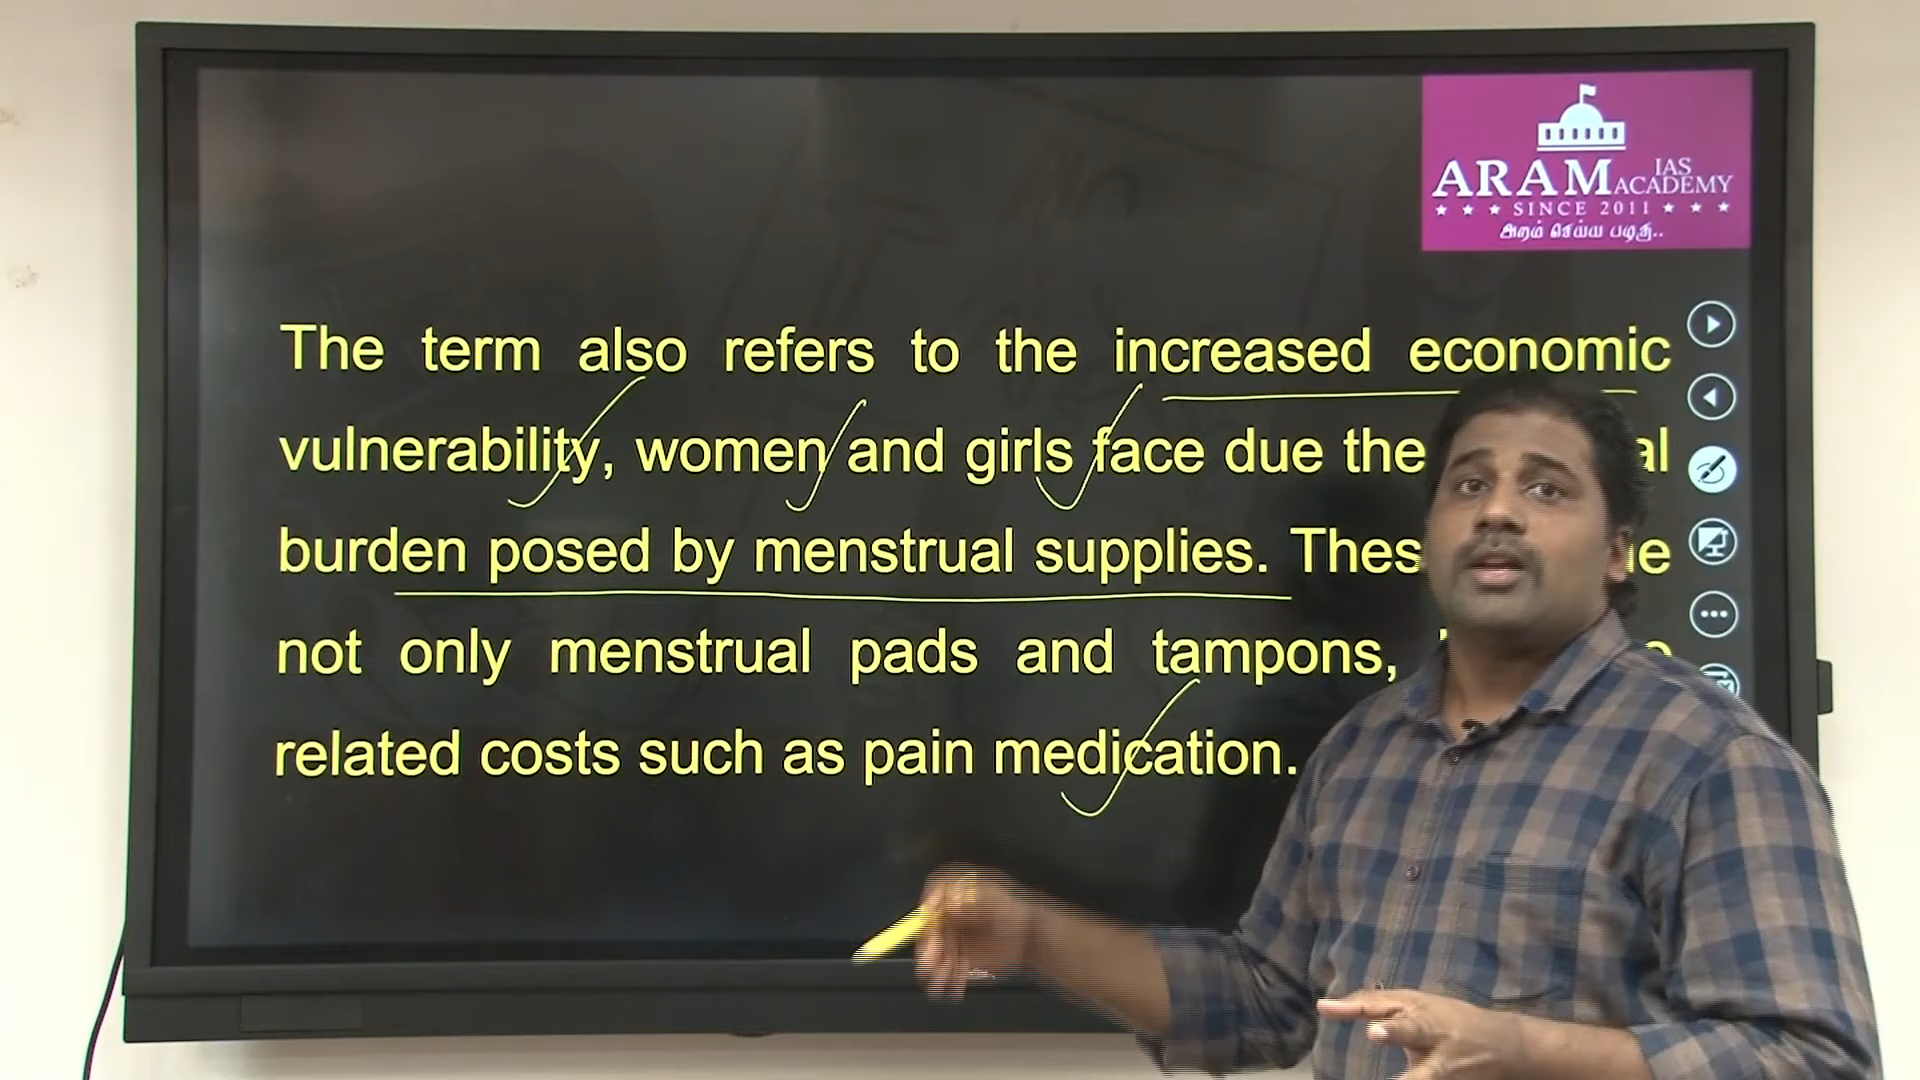 ARAM IAS ACADEMY
SINCE 2011
அறம் செய்ய படித்..
The term also refers to the increased economic
vulnerability, women and girls face due the
burden posed by menstrual supplies.
not only menstrual pads and tampons,
related costs such as pain medication.